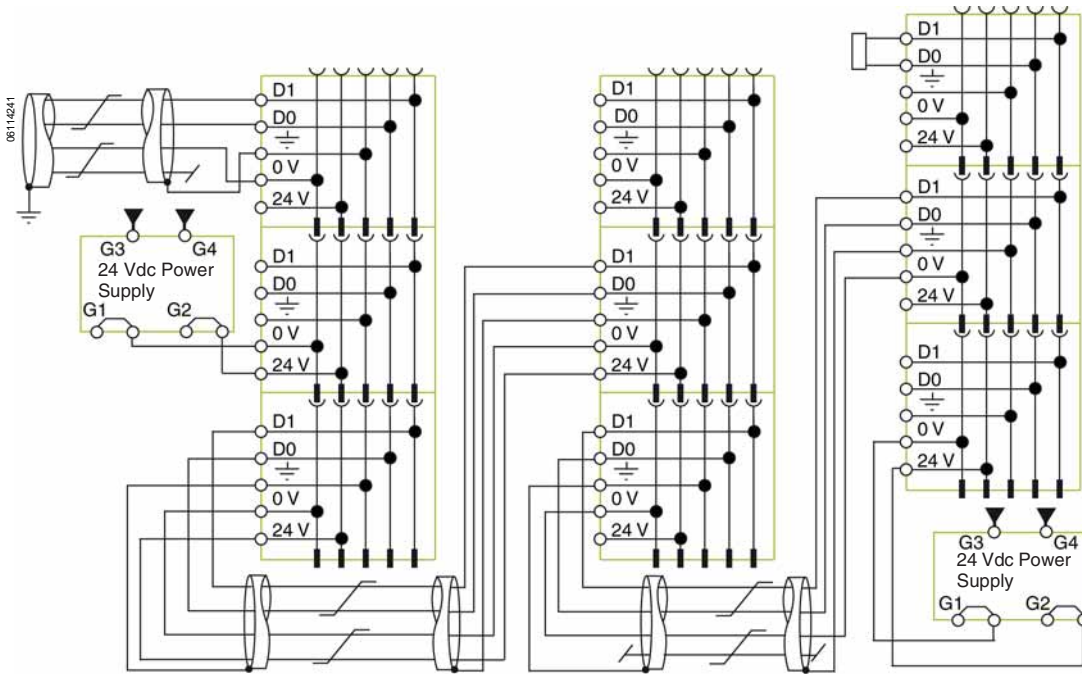 06114241
D1
D0
0 V
24 V
D1
D0
0 V
24 V
D1
D0
0 V
24 V
G3 G4
24 Vdc Power
Supply
G1 G2
D1
D0
0 V
24 V
D1
D0
0 V
24 V
D1
D0
0 V
24 V
D1
D0
0 V
24 V
D1
D0
0 V
24 V
D1
D0
0 V
24 V
G3 G4
24 Vdc Power
Supply
G1 G2